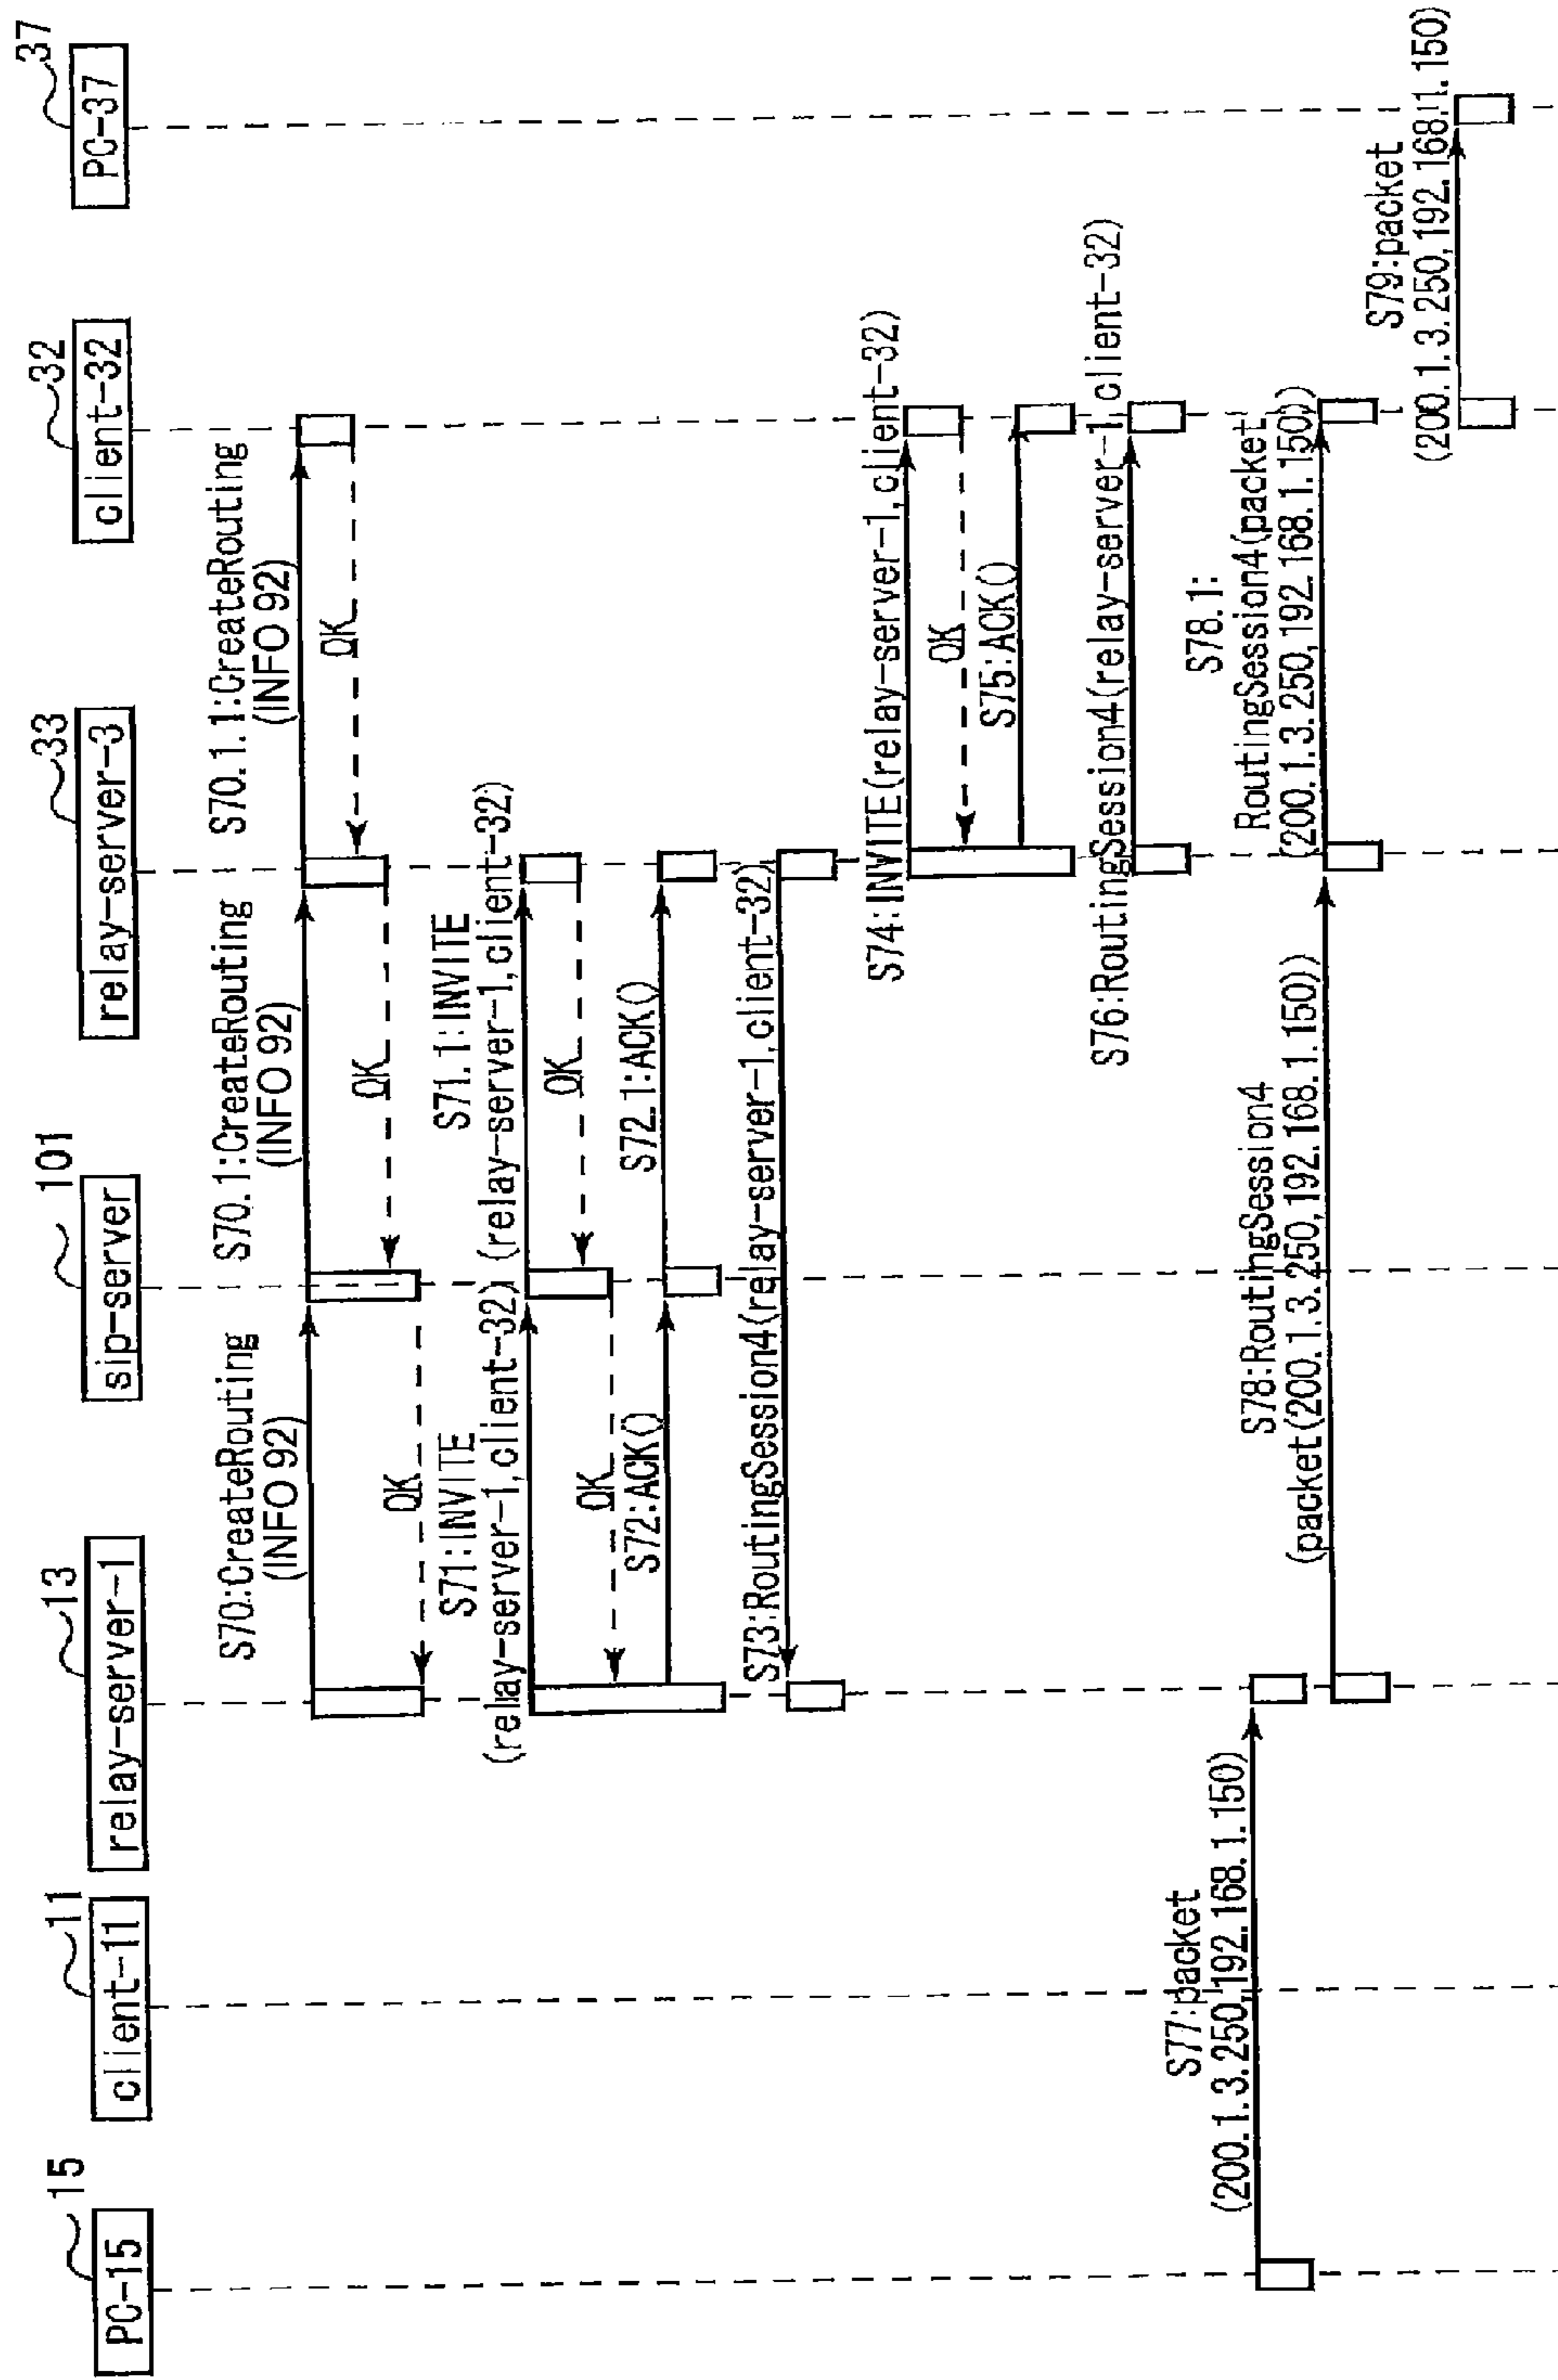 15
PC-15
11
client-11
13
relay-server-1
101
sip-server
33
relay-server-3
32
client-32
37
PC-37
S70:CreateRouting
(INFO 92)
S70.1:CreateRouting
(INFO 92)
S70.1.1:CreateRouting
(INFO 92)
OK
OK
OK
S71:INVITE
(relay-server-1,client-32)
S71.1:INVITE
(relay-server-1,client-32)
OK
OK
S72:ACK()
S72.1:ACK()
S73:RoutingSession4(relay-server-1,client-32)
S74:INVITE(relay-server-1,client-32)
OK
S75:ACK()
S76:RoutingSession4(relay-server-1,client-32)
S77:packet
(200.1.3.250,192.168.1.150)
S78:RoutingSession4
(packet(200.1.3.250,192.168.1.150))
S78.1:
RoutingSession4(packet
(200.1.3.250,192.168.1.150))
S79:packet
(200.1.3.250,192.168.1.150)